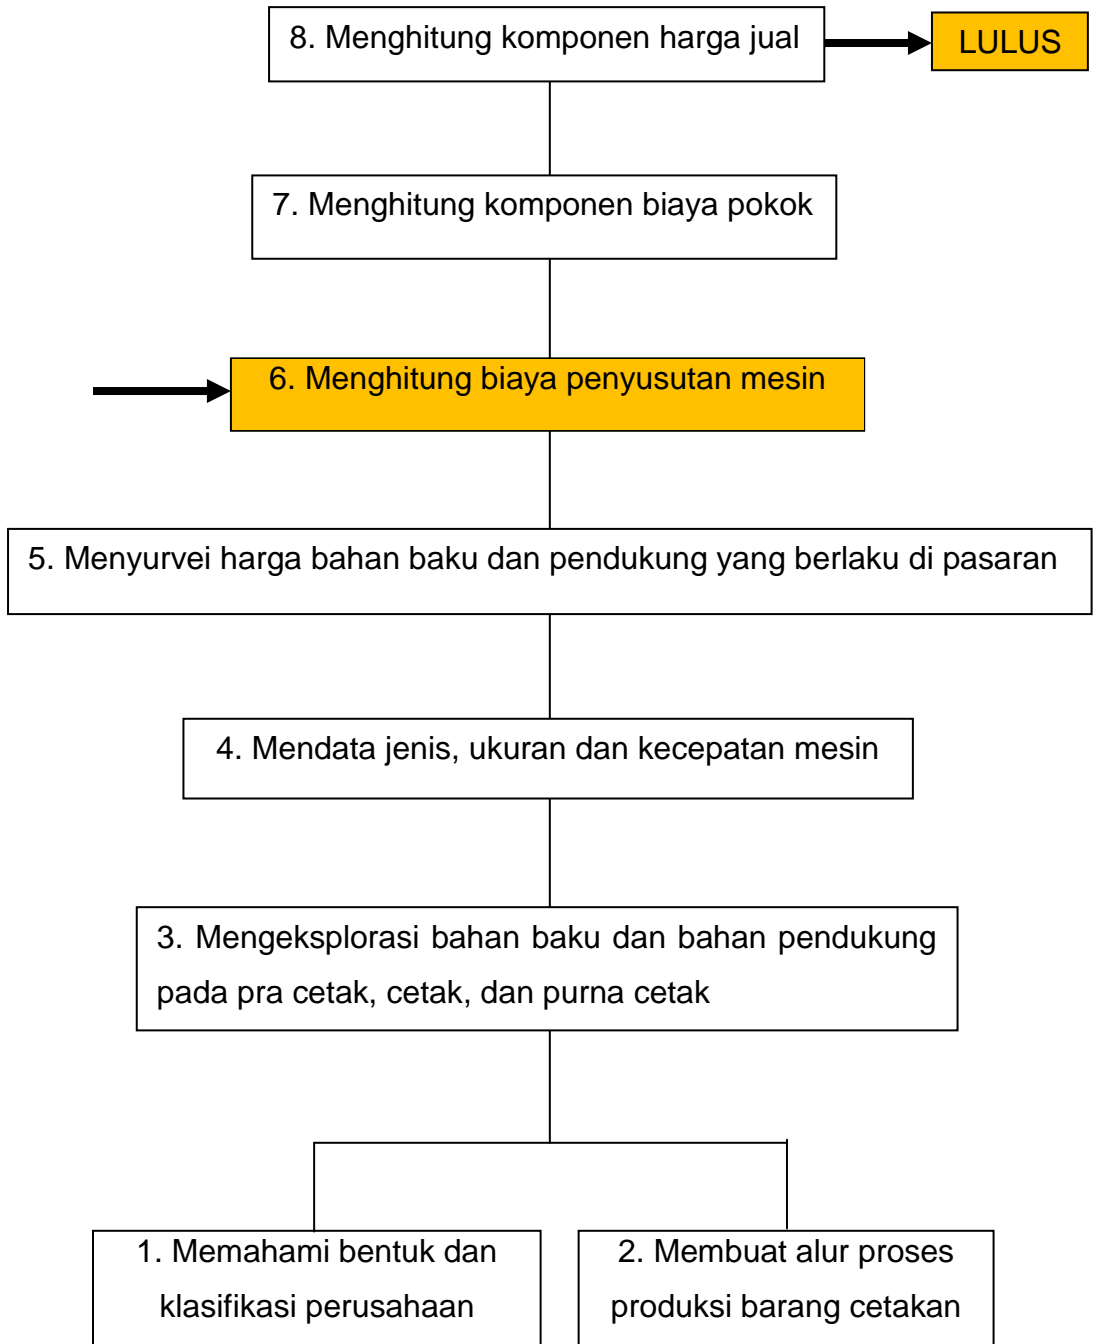 8. Menghitung komponen harga jual
LULUS
7. Menghitung komponen biaya pokok
6. Menghitung biaya penyusutan mesin
5. Menyurvei harga bahan baku dan pendukung yang berlaku di pasaran
4. Mendata jenis, ukuran dan kecepatan mesin
3. Mengeksplorasi bahan baku dan bahan pendukung
pada pra cetak, cetak, dan purna cetak
1. Memahami bentuk dan
klasifikasi perusahaan
2. Membuat alur proses
produksi barang cetakan